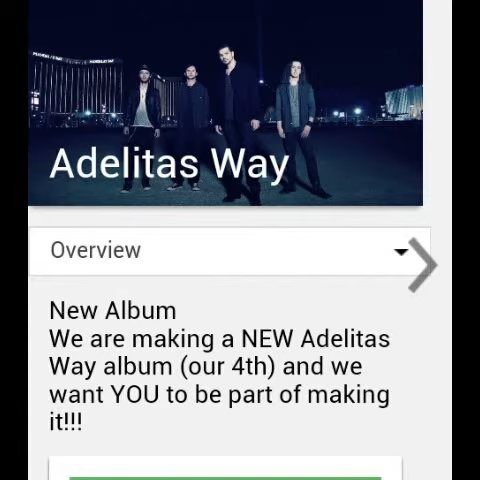 Adelitas Way
Overview
New Album
We are making a NEW Adelitas
Way album (our 4th) and we
want YOU to be part of making
it!!!